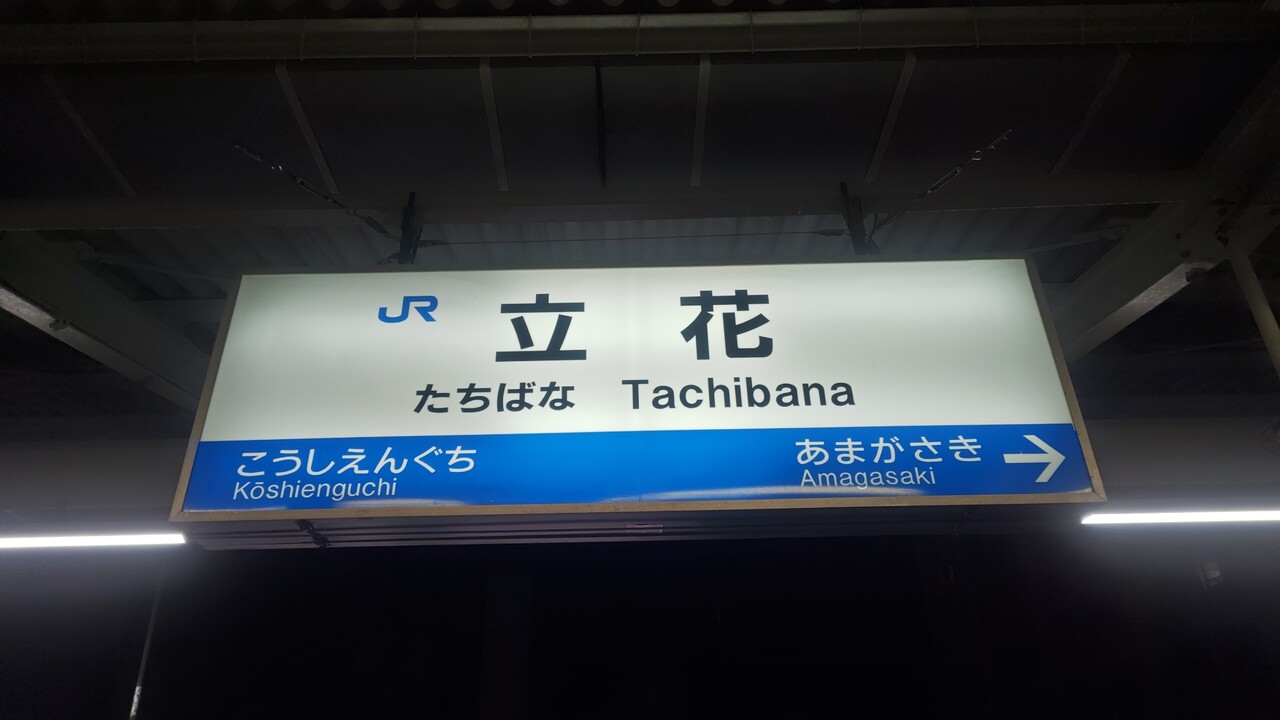 JR 立花
たちばな Tachibana
こうしえんぐち あまがさき →
Kōshienguchi Amagasaki